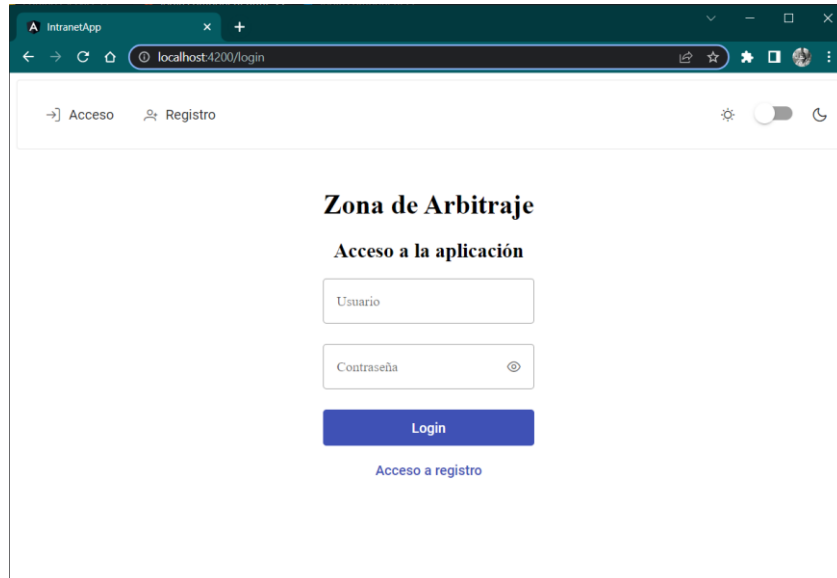 IntranetApp
localhost:4200/login
Acceso
Registro
Zona de Arbitraje
Acceso a la aplicación
Usuario
Contraseña
Login
Acceso a registro